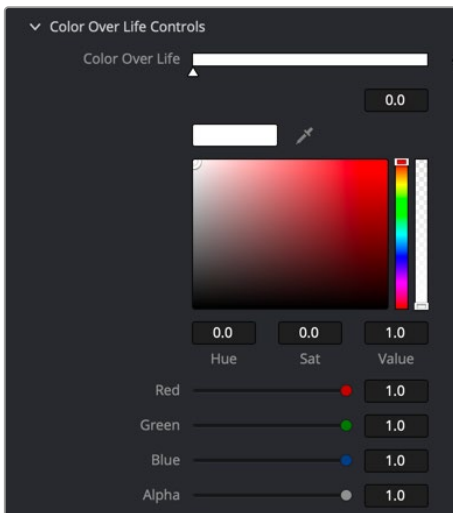 Color Over Life Controls
Color Over Life
0.0
0.0 0.0 1.0
Hue Sat Value
Red 1.0
Green 1.0
Blue 1.0
Alpha 1.0